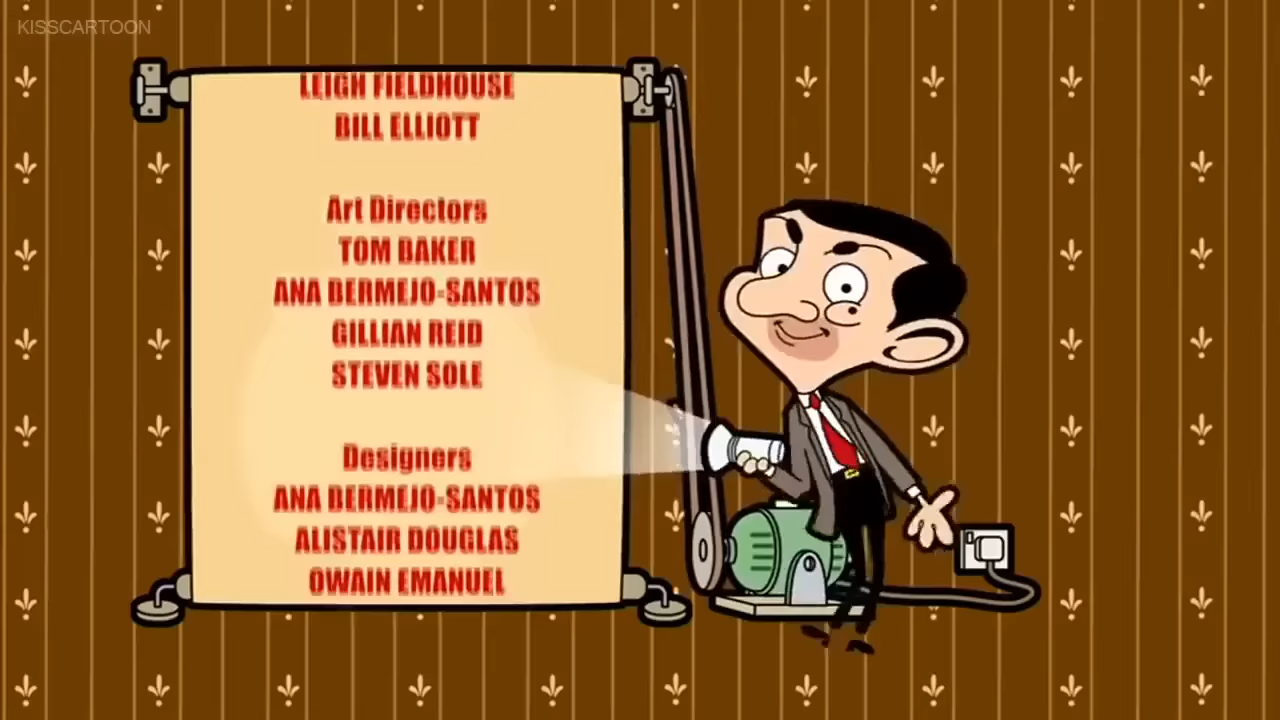 KISSCARTOON
LEIGH FIELDHOUSE
BILL ELLIOTT
Art Directors
TOM BAKER
ANA BERMEJO-SANTOS
GILLIAN REID
STEVEN SOLE
Designers
ANA BERMEJO-SANTOS
ALISTAIR DOUGLAS
OWAIN EMANUEL